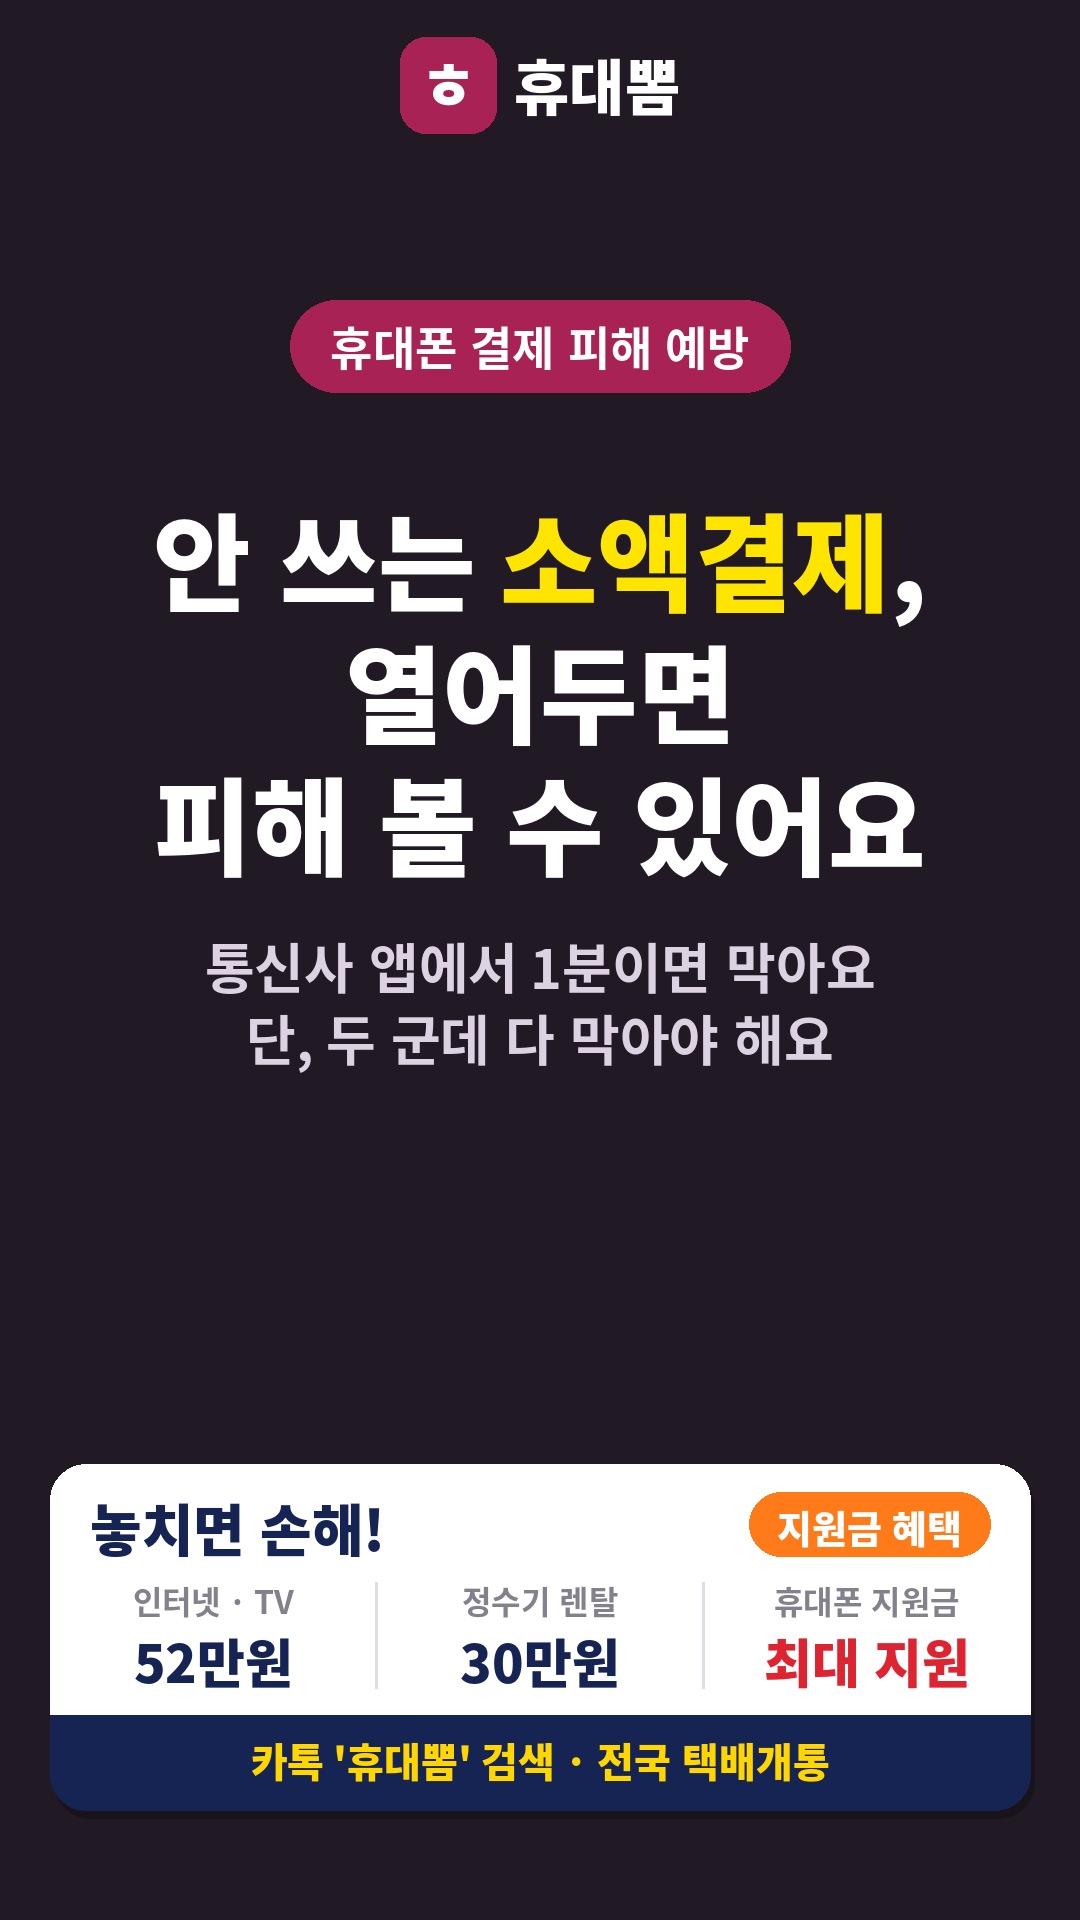 ㅎ 휴대뽐
휴대폰 결제 피해 예방
안 쓰는 소액결제,
열어두면
피해 볼 수 있어요
통신사 앱에서 1분이면 막아요
단, 두 군데 다 막아야 해요
놓치면 손해!
지원금 혜택
인터넷 · TV
52만원
정수기 렌탈
30만원
휴대폰 지원금
최대 지원
카톡 '휴대뽐' 검색 · 전국 택배개통